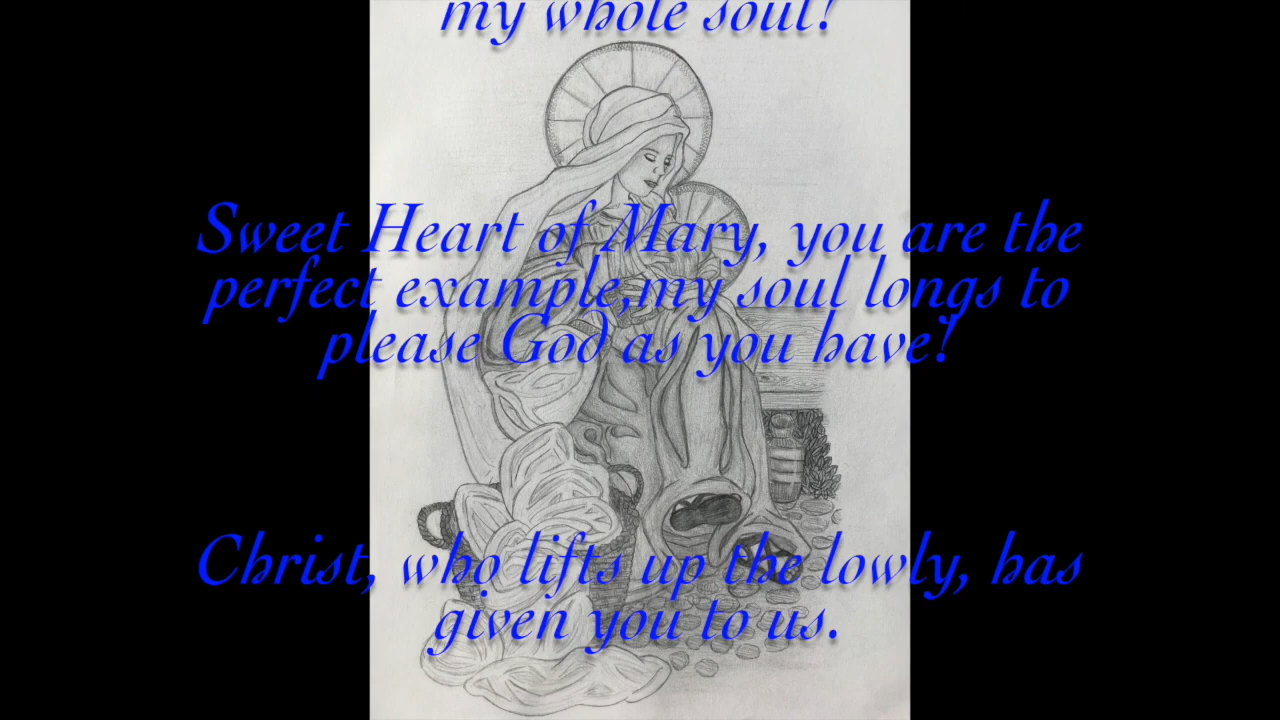 my whole soul!
Sweet Heart of Mary, you are the
perfect example,my soul longs to
please God as you have!
Christ, who lifts up the lowly, has
given you to us.